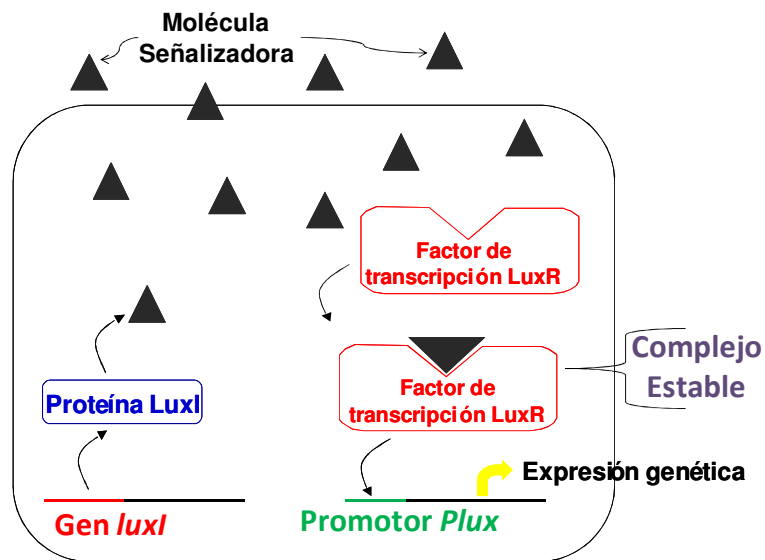 Molécula
Señalizadora
Factor de
transcripción LuxR
Complejo
Estable
Proteína LuxI
Factor de
transcripción LuxR
Expresión genética
Gen luxI
Promotor Plux